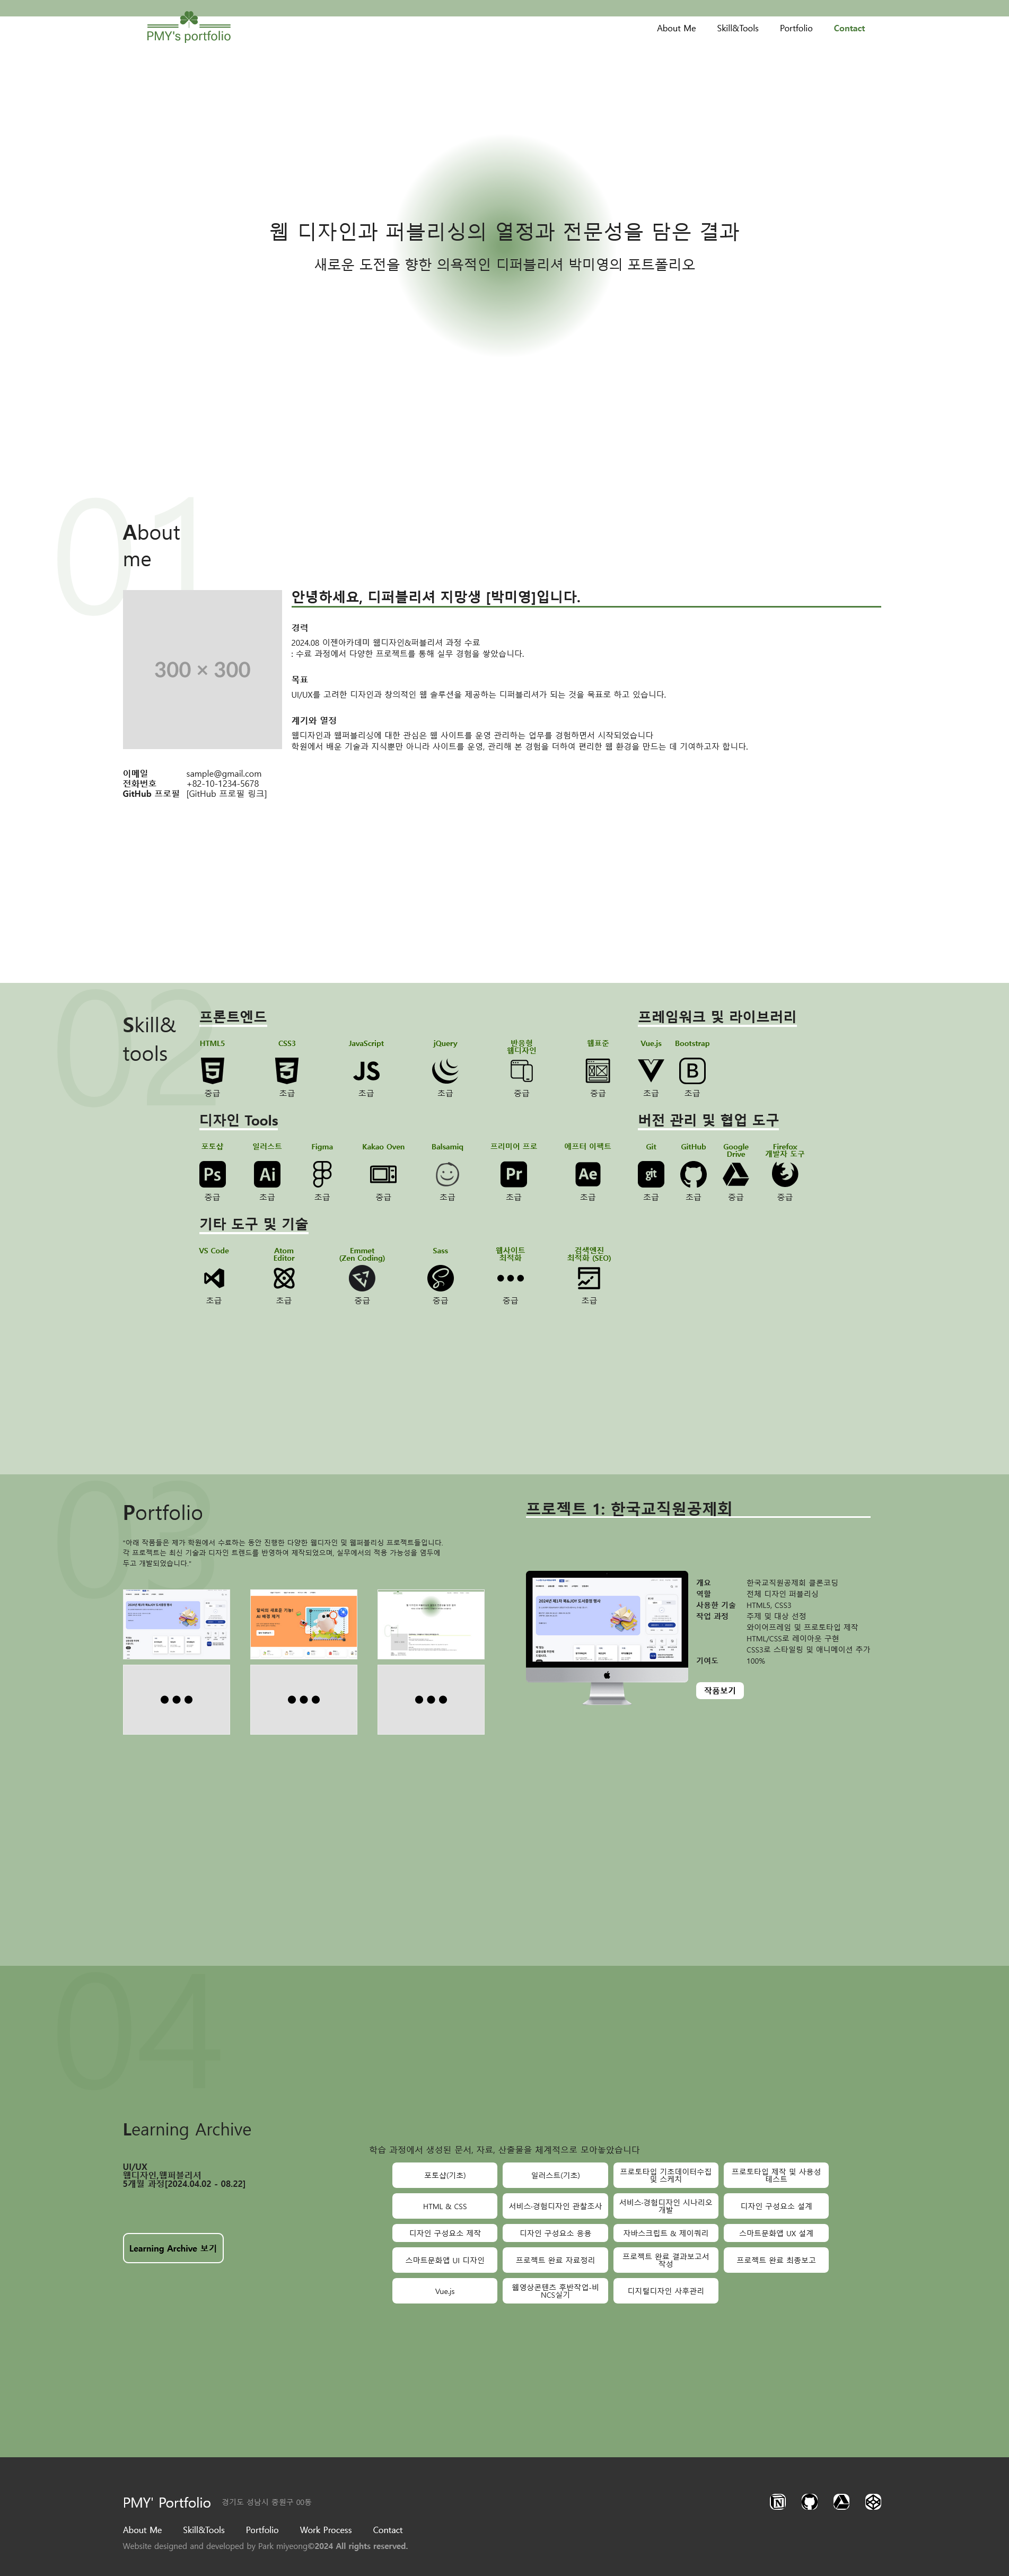 PMY's portfolio
About Me Skill&Tools Portfolio Contact
웹 디자인과 퍼블리싱의 열정과 전문성을 담은 결과
새로운 도전을 향한 의욕적인 디퍼블리셔 박미영의 포트폴리오
01
About
me
300 × 300
안녕하세요, 디퍼블리셔 지망생 [박미영]입니다.
경력
2024.08 이젠아카데미 웹디자인&퍼블리셔 과정 수료
: 수료 과정에서 다양한 프로젝트를 통해 실무 경험을 쌓았습니다.
목표
UI/UX를 고려한 디자인과 창의적인 웹 솔루션을 제공하는 디퍼블리셔가 되는 것을 목표로 하고 있습니다.
계기와 열정
웹디자인과 웹퍼블리싱에 대한 관심은 웹 사이트를 운영 관리하는 업무를 경험하면서 시작되었습니다
학원에서 배운 기술과 지식뿐만 아니라 사이트를 운영, 관리해 본 경험을 더하여 편리한 웹 환경을 만드는 데 기여하고자 합니다.
이메일 sample@gmail.com
전화번호 +82-10-1234-5678
GitHub 프로필 [GitHub 프로필 링크]
02
Skill&
tools
프론트엔드
HTML5 CSS3 JavaScript jQuery 반응형 웹표준
웹디자인
JS
중급 초급 초급 초급 중급 중급
프레임워크 및 라이브러리
Vue.js Bootstrap
B
초급 초급
디자인 Tools
포토샵 일러스트 Figma Kakao Oven Balsamiq 프리미어 프로 에프터 이펙트
Ps Ai Pr Ae
중급 초급 초급 중급 초급 초급 초급
버전 관리 및 협업 도구
Git GitHub Google Firefox
Drive 개발자 도구
git
초급 초급 중급 중급
기타 도구 및 기술
VS Code Atom Emmet Sass 웹사이트 검색엔진
Editor (Zen Coding) 최적화 최적화 (SEO)
초급 초급 중급 중급 중급 초급
03
Portfolio
"아래 작품들은 제가 학원에서 수료하는 동안 진행한 다양한 웹디자인 및 웹퍼블리싱 프로젝트들입니다.
각 프로젝트는 최신 기술과 디자인 트렌드를 반영하여 제작되었으며, 실무에서의 적용 가능성을 염두에
두고 개발되었습니다."
프로젝트 1: 한국교직원공제회
개요 한국교직원공제회 클론코딩
역할 전체 디자인 퍼블리싱
사용한 기술 HTML5, CSS3
작업 과정 주제 및 대상 선정
와이어프레임 및 프로토타입 제작
HTML/CSS로 레이아웃 구현
CSS3로 스타일링 및 애니메이션 추가
기여도 100%
작품보기
04
Learning Archive
UI/UX
웹디자인,웹퍼블리셔
5개월 과정[2024.04.02 - 08.22]
Learning Archive 보기
학습 과정에서 생성된 문서, 자료, 산출물을 체계적으로 모아놓았습니다
포토샵(기초) 일러스트(기초) 프로토타입 기초데이터수집 프로토타입 제작 및 사용성
및 스케치 테스트
HTML & CSS 서비스·경험디자인 관찰조사 서비스·경험디자인 시나리오 디자인 구성요소 설계
개발
디자인 구성요소 제작 디자인 구성요소 응용 자바스크립트 & 제이쿼리 스마트문화앱 UX 설계
스마트문화앱 UI 디자인 프로젝트 완료 자료정리 프로젝트 완료 결과보고서 프로젝트 완료 최종보고
작성
Vue.js 웹영상콘텐츠 후반작업-비 디지털디자인 사후관리
NCS실기
PMY' Portfolio 경기도 성남시 중원구 00동
About Me Skill&Tools Portfolio Work Process Contact
Website designed and developed by Park miyeong©2024 All rights reserved.